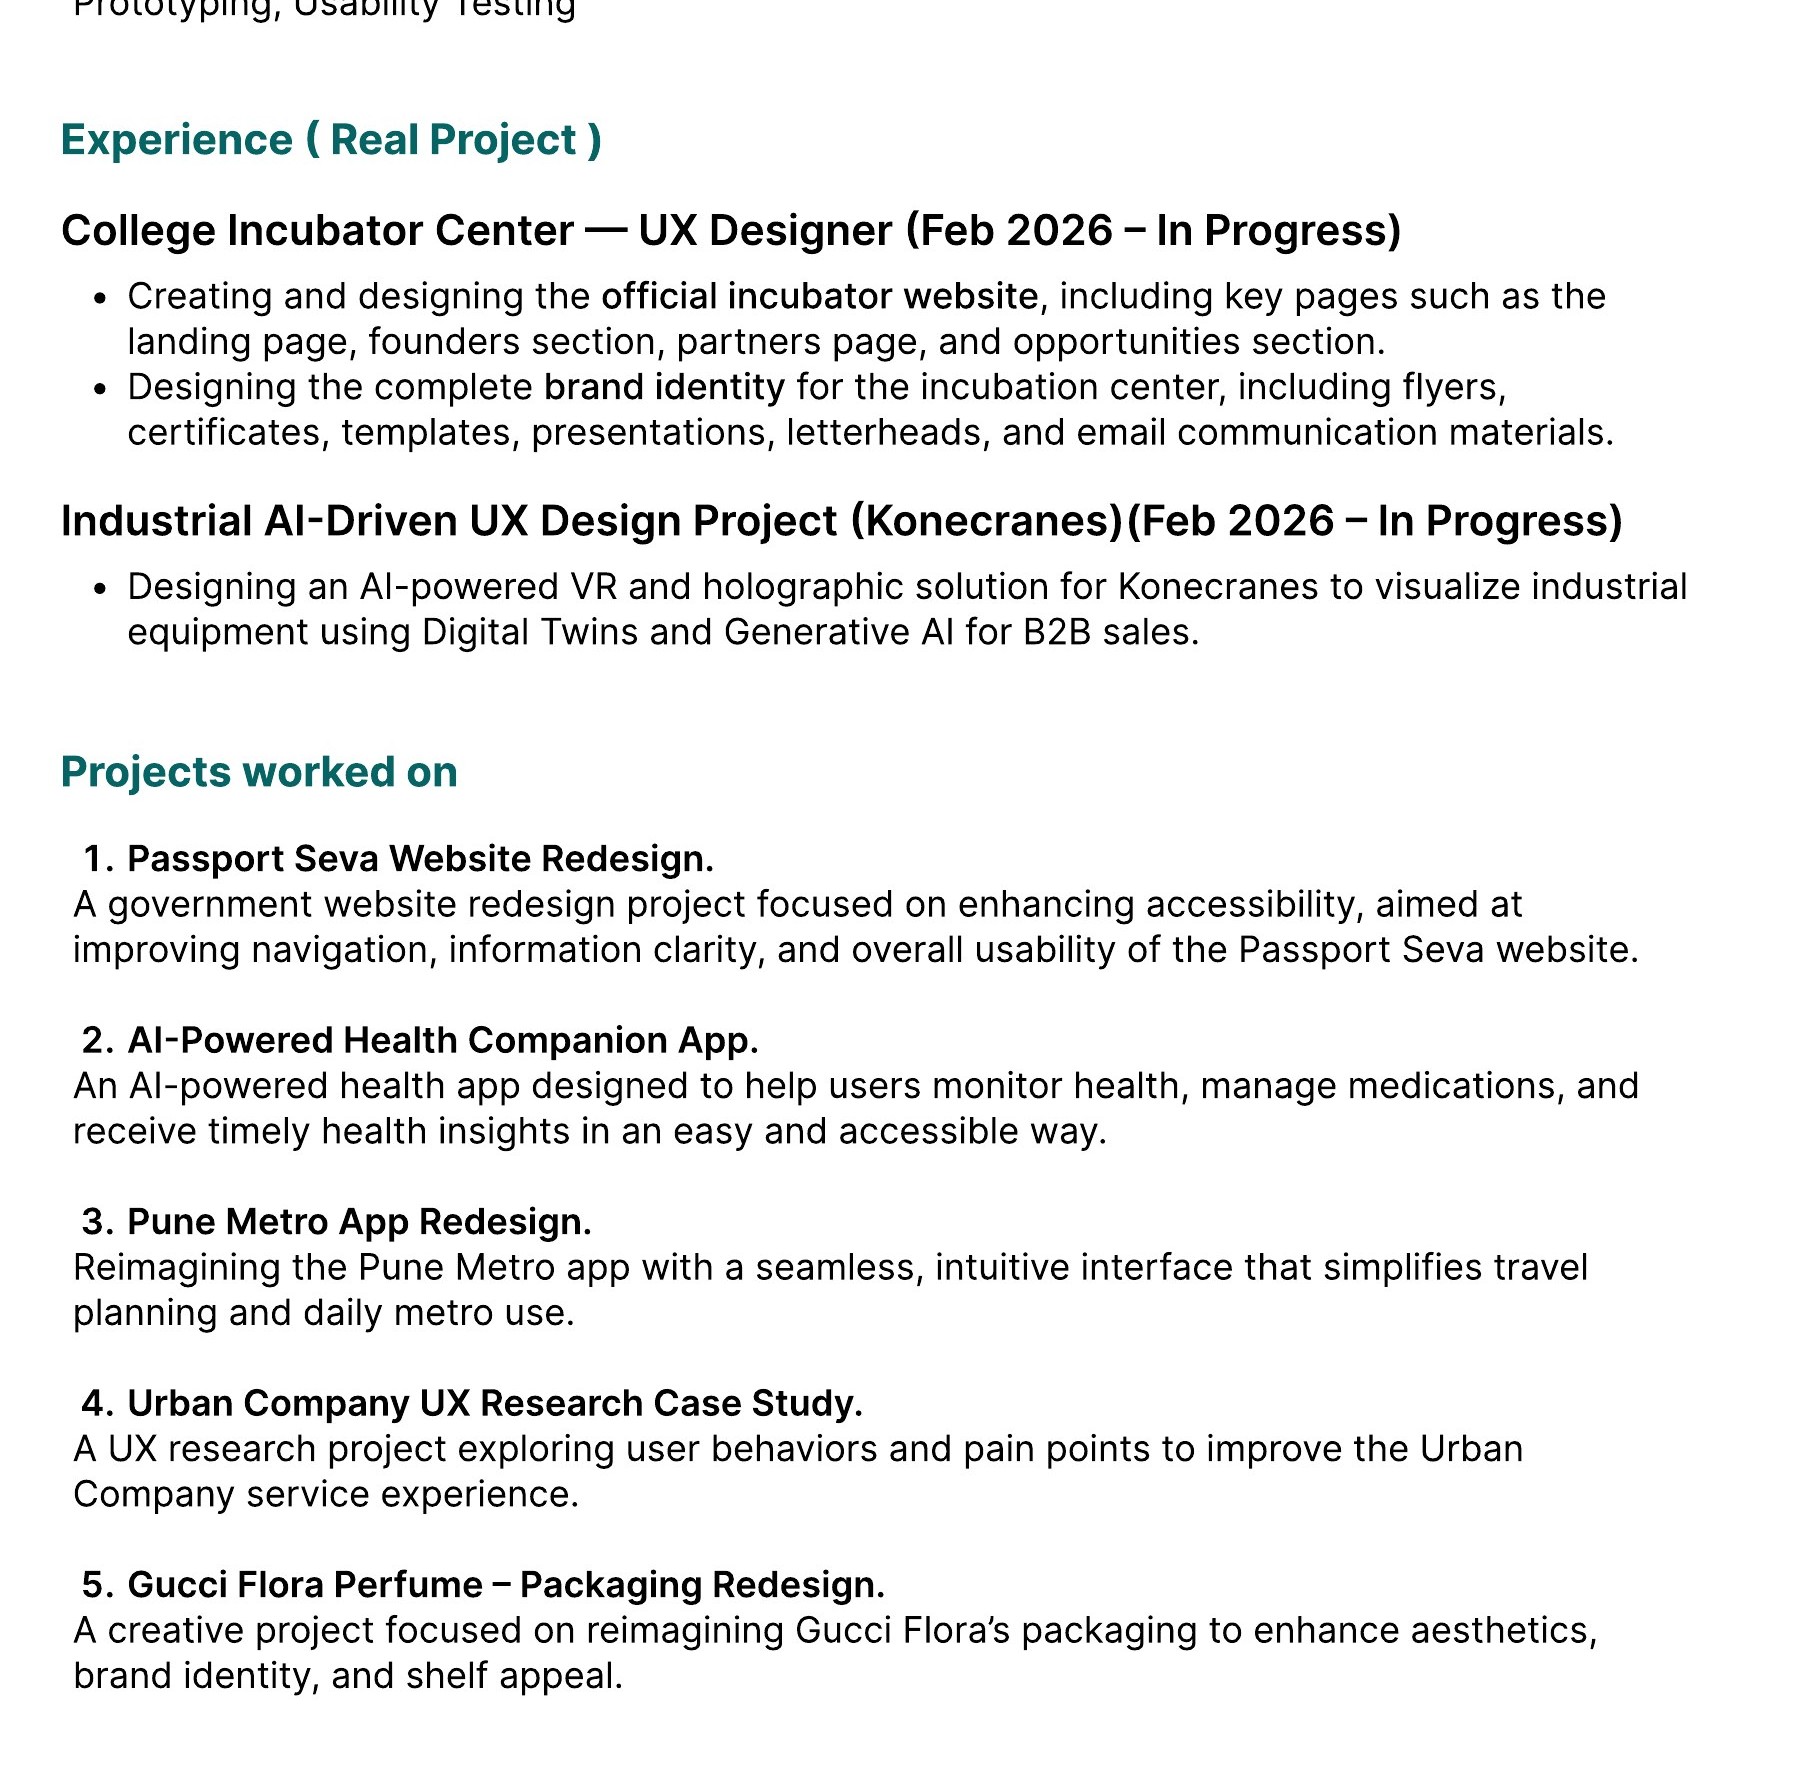 Prototyping, Usability Testing
Experience ( Real Project )
College Incubator Center — UX Designer (Feb 2026 – In Progress)
• Creating and designing the official incubator website, including key pages such as the
landing page, founders section, partners page, and opportunities section.
• Designing the complete brand identity for the incubation center, including flyers,
certificates, templates, presentations, letterheads, and email communication materials.
Industrial AI-Driven UX Design Project (Konecranes)(Feb 2026 – In Progress)
• Designing an AI-powered VR and holographic solution for Konecranes to visualize industrial
equipment using Digital Twins and Generative AI for B2B sales.
Projects worked on
1. Passport Seva Website Redesign.
A government website redesign project focused on enhancing accessibility, aimed at
improving navigation, information clarity, and overall usability of the Passport Seva website.
2. AI-Powered Health Companion App.
An AI-powered health app designed to help users monitor health, manage medications, and
receive timely health insights in an easy and accessible way.
3. Pune Metro App Redesign.
Reimagining the Pune Metro app with a seamless, intuitive interface that simplifies travel
planning and daily metro use.
4. Urban Company UX Research Case Study.
A UX research project exploring user behaviors and pain points to improve the Urban
Company service experience.
5. Gucci Flora Perfume – Packaging Redesign.
A creative project focused on reimagining Gucci Flora’s packaging to enhance aesthetics,
brand identity, and shelf appeal.